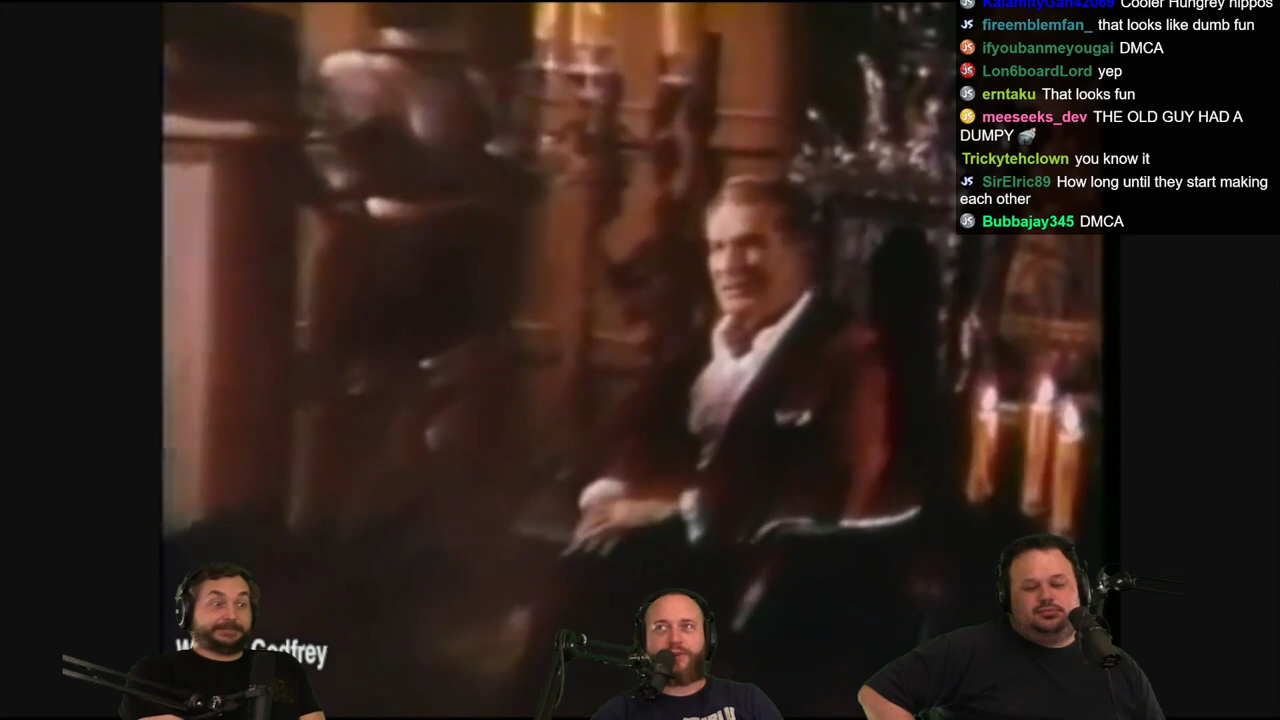 KalamityGan42069 Cooler Hungrey hippos
fireemblemfan_ that looks like dumb fun
ifyoubanmeyougai DMCA
Lon6boardLord yep
erntaku That looks fun
meeseeks_dev THE OLD GUY HAD A
DUMPY
Trickytehclown you know it
SirElric89 How long until they start making
each other
Bubbajay345 DMCA
Godfrey